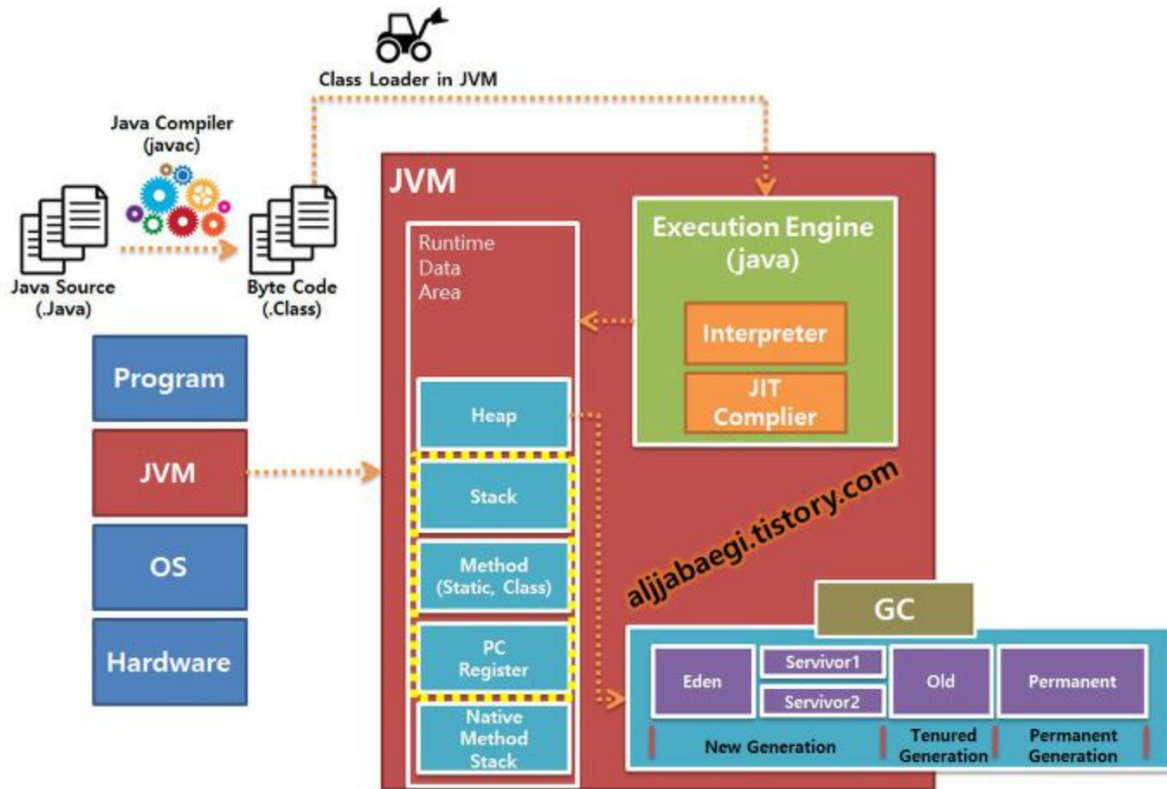 Class Loader in JVM
Java Compiler
(javac)
Java Source
(.Java)
Byte Code
(.Class)
Program
JVM
OS
Hardware
JVM
Runtime
Data
Area
Heap
Stack
Method
(Static, Class)
PC
Register
Native
Method
Stack
Execution Engine
(java)
Interpreter
JIT
Complier
aljjabaegi.tistory.com
GC
Eden
Servivor1
Servivor2
Old
Permanent
New Generation
Tenured
Generation
Permanent
Generation